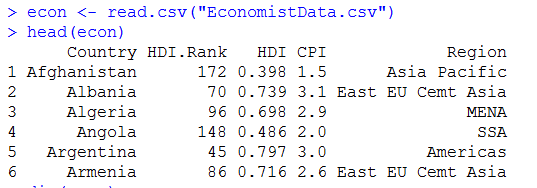 > econ <- read.csv("EconomistData.csv")
> head(econ)
Country HDI.Rank HDI CPI Region
1 Afghanistan 172 0.398 1.5 Asia Pacific
2 Albania 70 0.739 3.1 East EU Cemt Asia
3 Algeria 96 0.698 2.9 MENA
4 Angola 148 0.486 2.0 SSA
5 Argentina 45 0.797 3.0 Americas
6 Armenia 86 0.716 2.6 East EU Cemt Asia